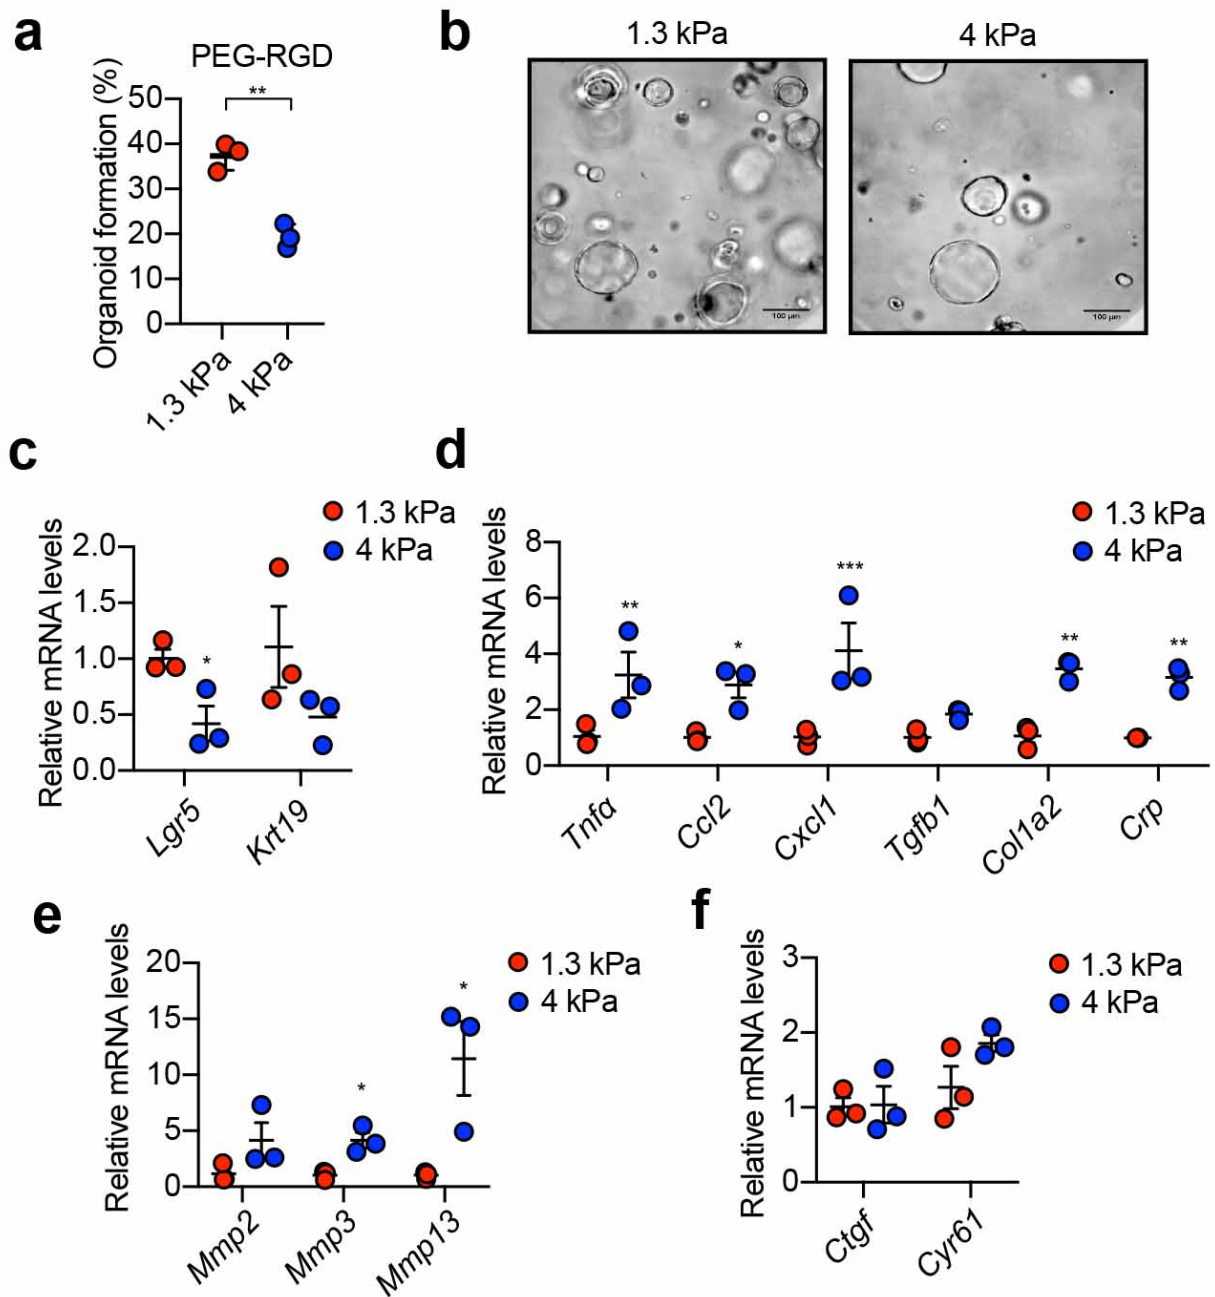 a
PEG-RGD
Organoid formation (%)
50
40
30
20
10
0
**
1.3 kPa
4 kPa
b
1.3 kPa
4 kPa
100 μm
100 μm
c
Relative mRNA levels
2.0
1.5
1.0
0.5
0.0
1.3 kPa
4 kPa
*
Lgr5
Krt19
d
Relative mRNA levels
8
6
4
2
0
1.3 kPa
4 kPa
**
*
***
**
**
Tnfα
Ccl2
Cxcl1
Tgfb1
Col1a2
Crp
e
Relative mRNA levels
20
15
10
5
0
1.3 kPa
4 kPa
*
*
Mmp2
Mmp3
Mmp13
f
Relative mRNA levels
3
2
1
0
1.3 kPa
4 kPa
Ctgf
Cyr61